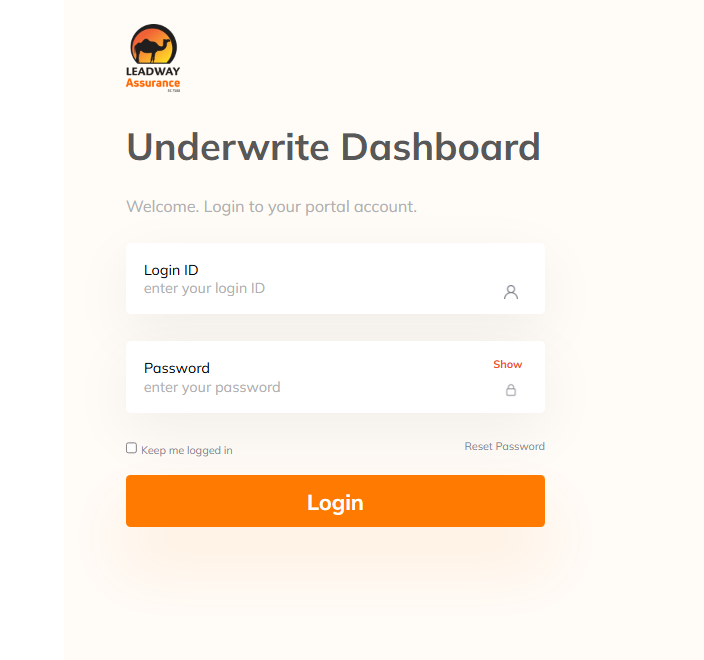 LEADWAY
Assurance
Underwrite Dashboard
Welcome. Login to your portal account.
Login ID
enter your login ID
Password
Show
enter your password
Keep me logged in
Reset Password
Login